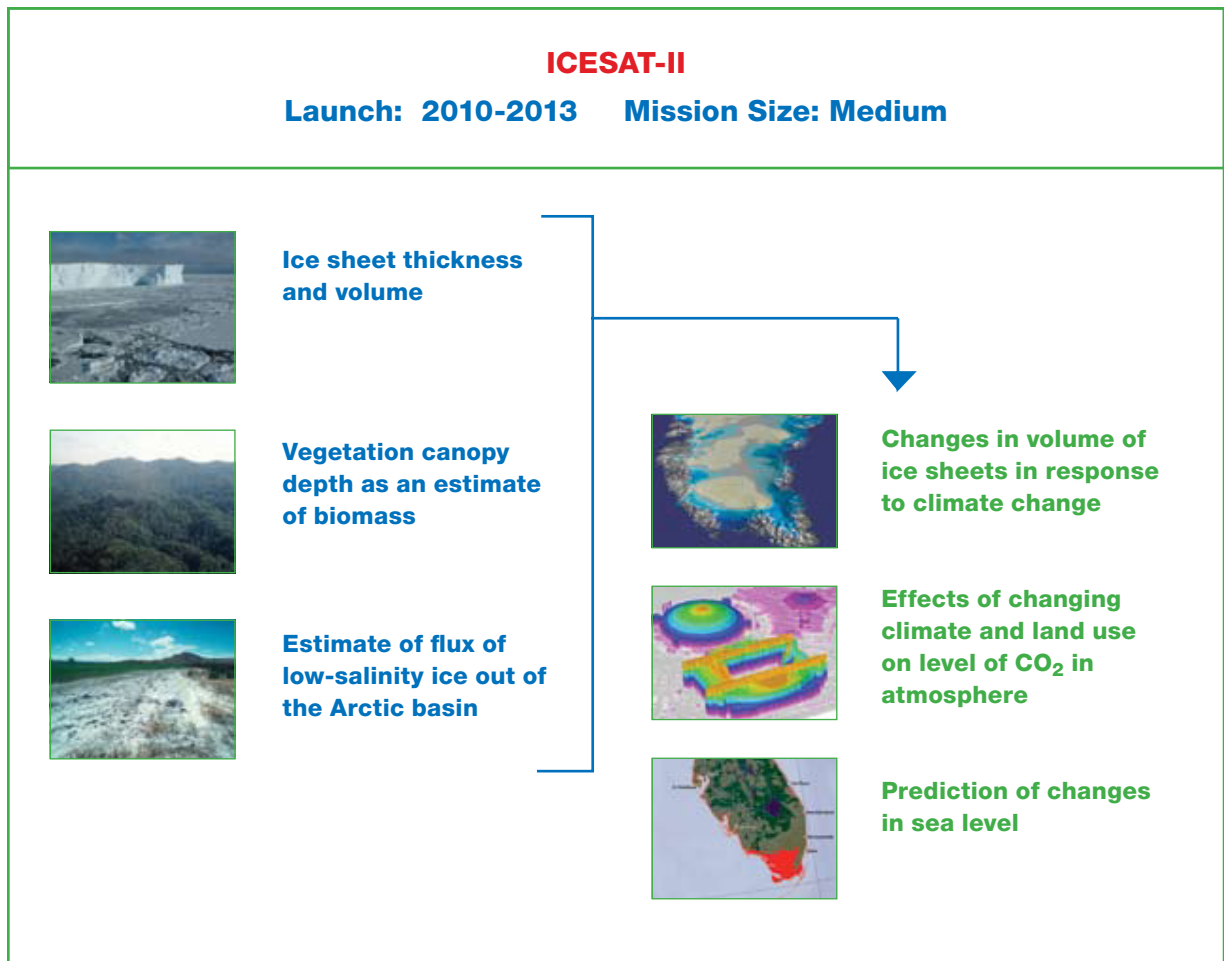 ICESAT-II
Launch: 2010-2013 Mission Size: Medium
Ice sheet thickness
and volume
Vegetation canopy
depth as an estimate
of biomass
Estimate of flux of
low-salinity ice out of
the Arctic basin
Changes in volume of
ice sheets in response
to climate change
Effects of changing
climate and land use
on level of CO₂ in
atmosphere
Prediction of changes
in sea level